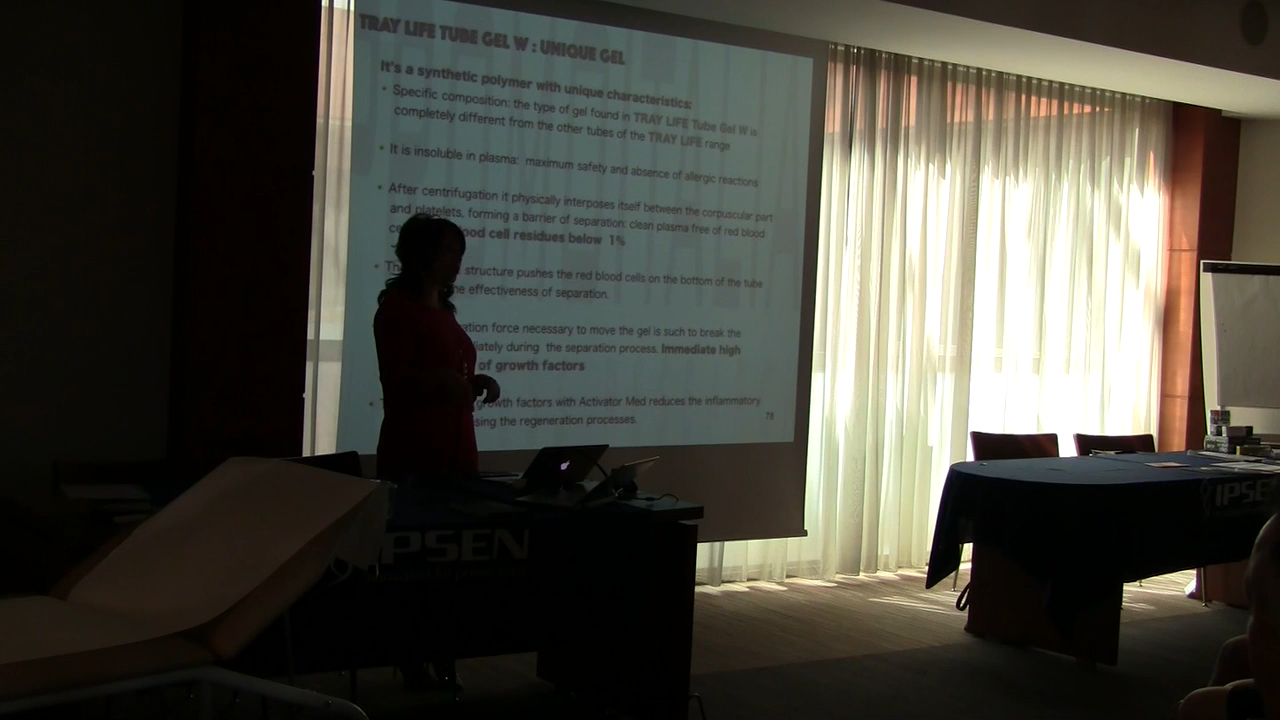 TRAY LIFE TUBE GEL W : UNIQUE GEL
It's a synthetic polymer with unique characteristics:
• Specific composition: the type of gel found in TRAY LIFE Tube Gel W is
completely different from the other tubes of the TRAY LIFE range
• It is insoluble in plasma: maximum safety and absence of allergic reactions
• After centrifugation it physically interposes itself between the corpuscular part
and platelets, forming a barrier of separation: clean plasma free of red blood
ood cell residues below 1%
• structure pushes the red blood cells on the bottom of the tube
effectiveness of separation.
ation force necessary to move the gel is such to break the
iately during the separation process. Immediate high
of growth factors
• growth factors with Activator Med reduces the inflammatory
sing the regeneration processes.
78
IPSEN
IPSE